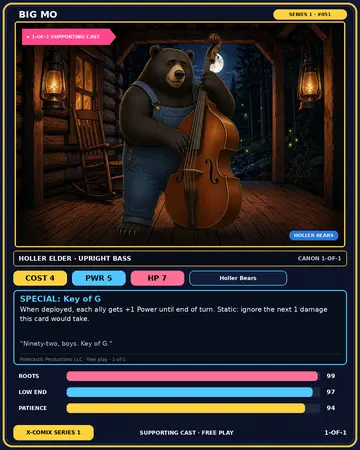 BIG MO
SERIES 1 · #051
1-OF-1 SUPPORTING CAST
HOLLER BEARS
HOLLER ELDER · UPRIGHT BASS
CANON 1-OF-1
COST 4
PWR 5
HP 7
Holler Bears
SPECIAL: Key of G
When deployed, each ally gets +1 Power until end of turn. Static: ignore the next 1 damage
this card would take.
"Ninety-two, boys. Key of G."
Pellecastic Productions LLC · free play · 1-of-1
ROOTS
99
LOW END
97
PATIENCE
94
X-COMIX SERIES 1
SUPPORTING CAST · FREE PLAY
1-OF-1